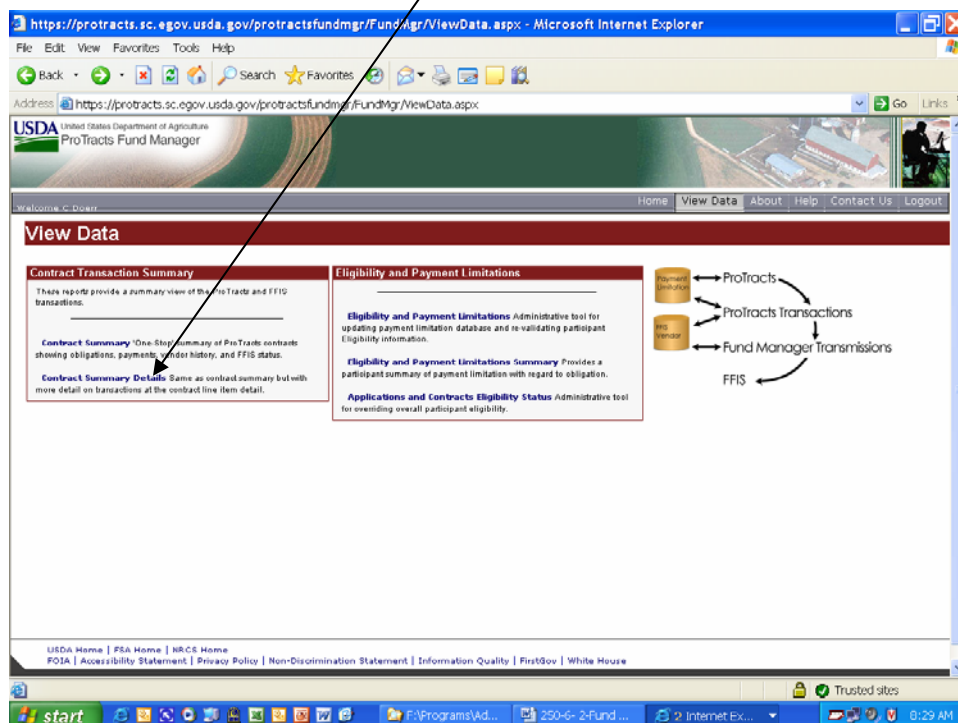 https://protracts.sc.egov.usda.gov/protractsfundmgr/FundMgr/ViewData.aspx - Microsoft Internet Explorer
File Edit View Favorites Tools Help
Back Search Favorites
Address https://protracts.sc.egov.usda.gov/protractsfundmgr/FundMgr/ViewData.aspx Go Links
USDA United States Department of Agriculture
ProTracts Fund Manager
Welcome C Doerr
Home View Data About Help Contact Us Logout
View Data
Contract Transaction Summary
These reports provide a summary view of the ProTracts and FFIS
transactions.
Contract Summary 'One-Stop' summary of ProTracts contracts
showing obligations, payments, vendor history, and FFIS status.
Contract Summary Details Same as contract summary but with
more detail on transactions at the contract line item detail.
Eligibility and Payment Limitations
Eligibility and Payment Limitations Administrative tool for
updating payment limitation database and re-validating participant
Eligibility information.
Eligibility and Payment Limitations Summary Provides a
participant summary of payment limitation with regard to obligation.
Applications and Contracts Eligibility Status Administrative tool
for overriding overall participant eligibility.
Payment
Limitation
ProTracts
ProTracts Transactions
Vendor
Fund Manager Transmissions
FFIS
USDA Home | FSA Home | NRCS Home
FOIA | Accessibility Statement | Privacy Policy | Non-Discrimination Statement | Information Quality | FirstGov | White House
Trusted sites
start F:\Programs\Ad... 250-6- 2-Fund ... 2 Internet Ex... 8:29 AM